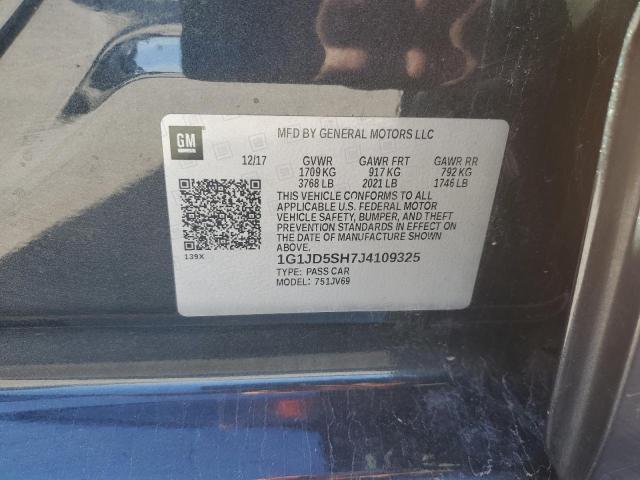 GM
MFD BY GENERAL MOTORS LLC
12/17 GVWR GAWR FRT GAWR RR
1709 KG 917 KG 792 KG
3768 LB 2021 LB 1746 LB
THIS VEHICLE CONFORMS TO ALL
APPLICABLE U.S. FEDERAL MOTOR
VEHICLE SAFETY, BUMPER, AND THEFT
PREVENTION STANDARDS IN EFFECT ON
THE DATE OF MANUFACTURE SHOWN
ABOVE.
139X
1G1JD5SH7J4109325
TYPE: PASS CAR
MODEL: 751JV69